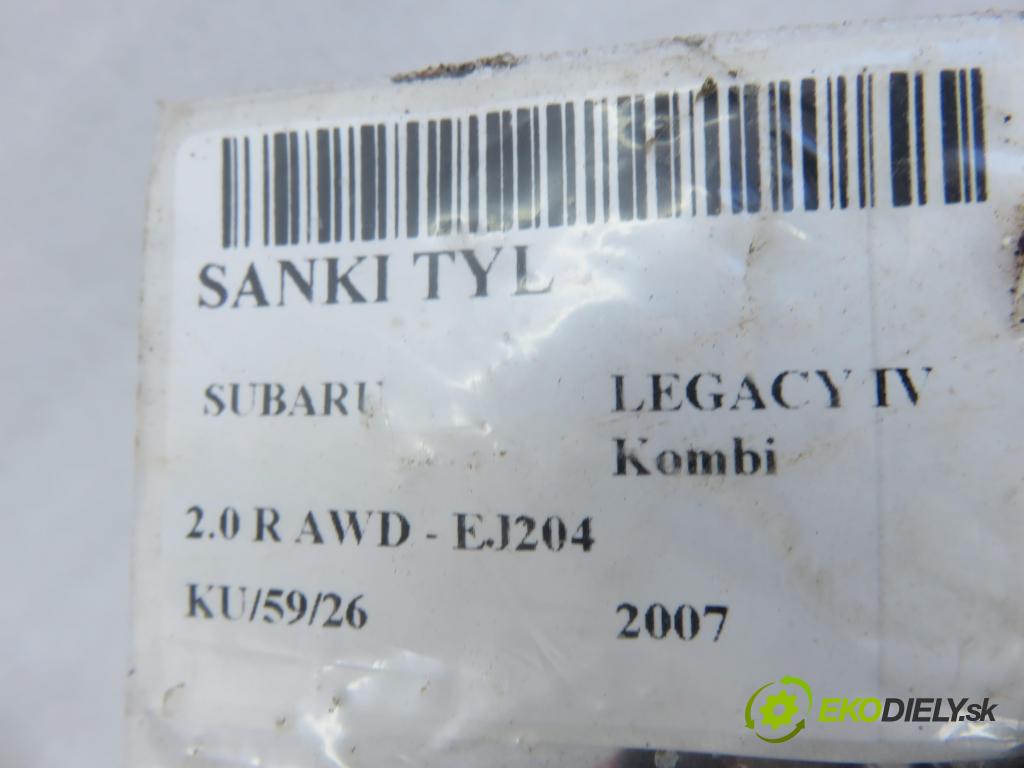 SANKI TYL
SUBARU LEGACY IV
Kombi
2.0 R AWD - EJ204
KU/59/26 2007
EKODIELY.sk